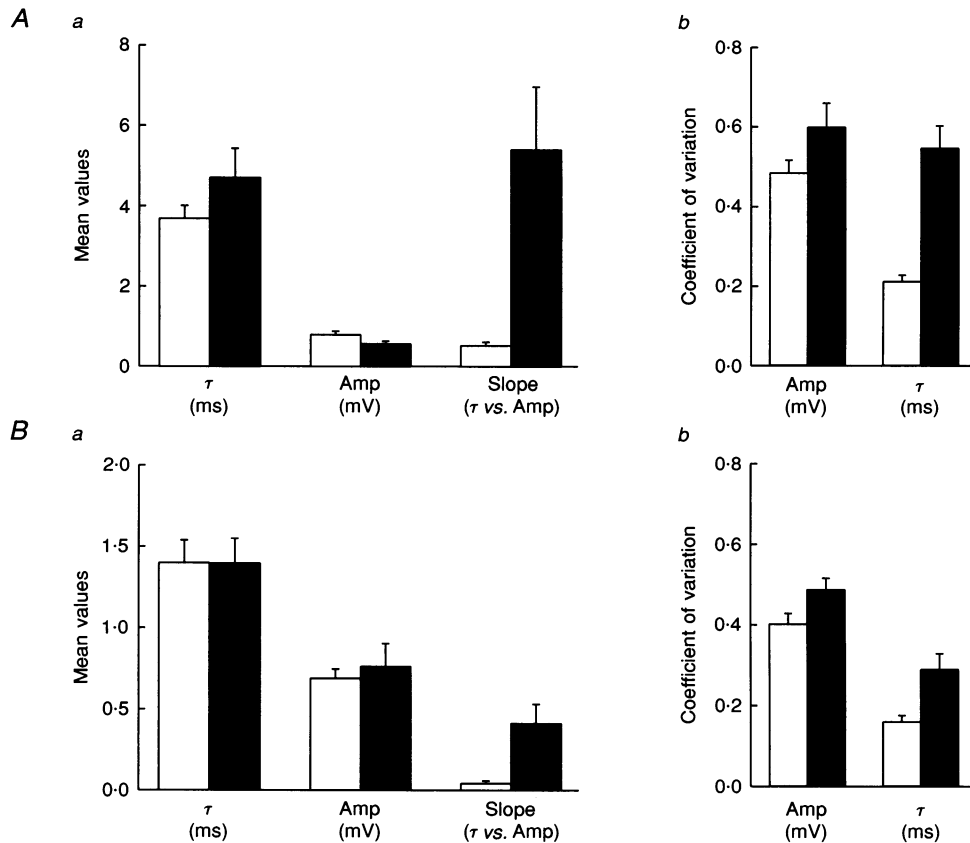 A
a
b
8
6
4
2
0
Mean values
τ
(ms)
Amp
(mV)
Slope
(τ vs. Amp)
0·8
0·6
0·4
0·2
0
Coefficient of variation
Amp
(mV)
τ
(ms)
B
a
b
2·0
1·5
1·0
0·5
0·0
Mean values
τ
(ms)
Amp
(mV)
Slope
(τ vs. Amp)
0·8
0·6
0·4
0·2
0·0
Coefficient of variation
Amp
(mV)
τ
(ms)